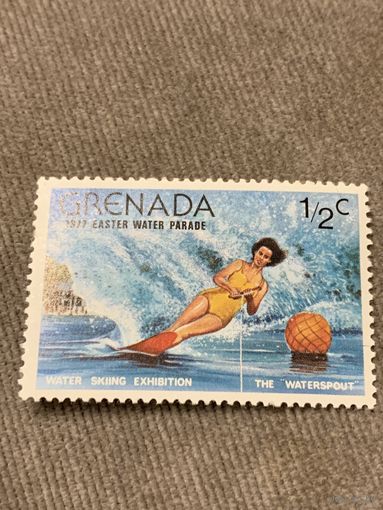 GRENADA
1977 EASTER WATER PARADE
1/2c
WATER SKIING EXHIBITION
THE "WATERSPOUT"